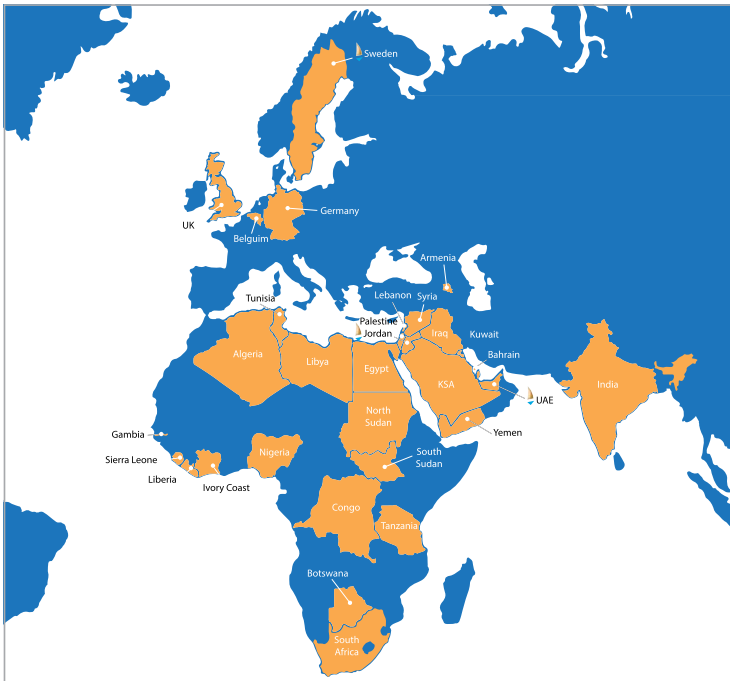 Sweden
Germany
UK
Belguim
Armenia
Tunisia
Lebanon
Syria
Palestine
Jordan
Iraq
Kuwait
Bahrain
Algeria
Libya
Egypt
KSA
India
UAE
North
Sudan
Yemen
Gambia
Nigeria
South
Sudan
Sierra Leone
Liberia
Ivory Coast
Congo
Tanzania
Botswana
South
Africa